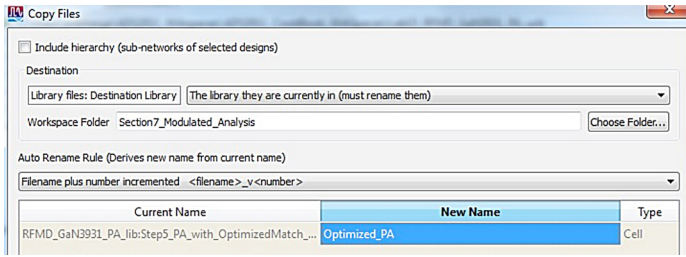 Copy Files
Include hierarchy (sub-networks of selected designs)
Destination
Library files: Destination Library The library they are currently in (must rename them)
Workspace Folder Section7_Modulated_Analysis Choose Folder...
Auto Rename Rule (Derives new name from current name)
Filename plus number incremented <filename>_v<number>
Current Name New Name Type
RFMD_GaN3931_PA_lib:Step5_PA_with_OptimizedMatch_... Optimized_PA Cell